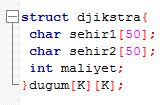 struct djikstra{
char sehir1[50];
char sehir2[50];
int maliyet;
}dugum[K][K];